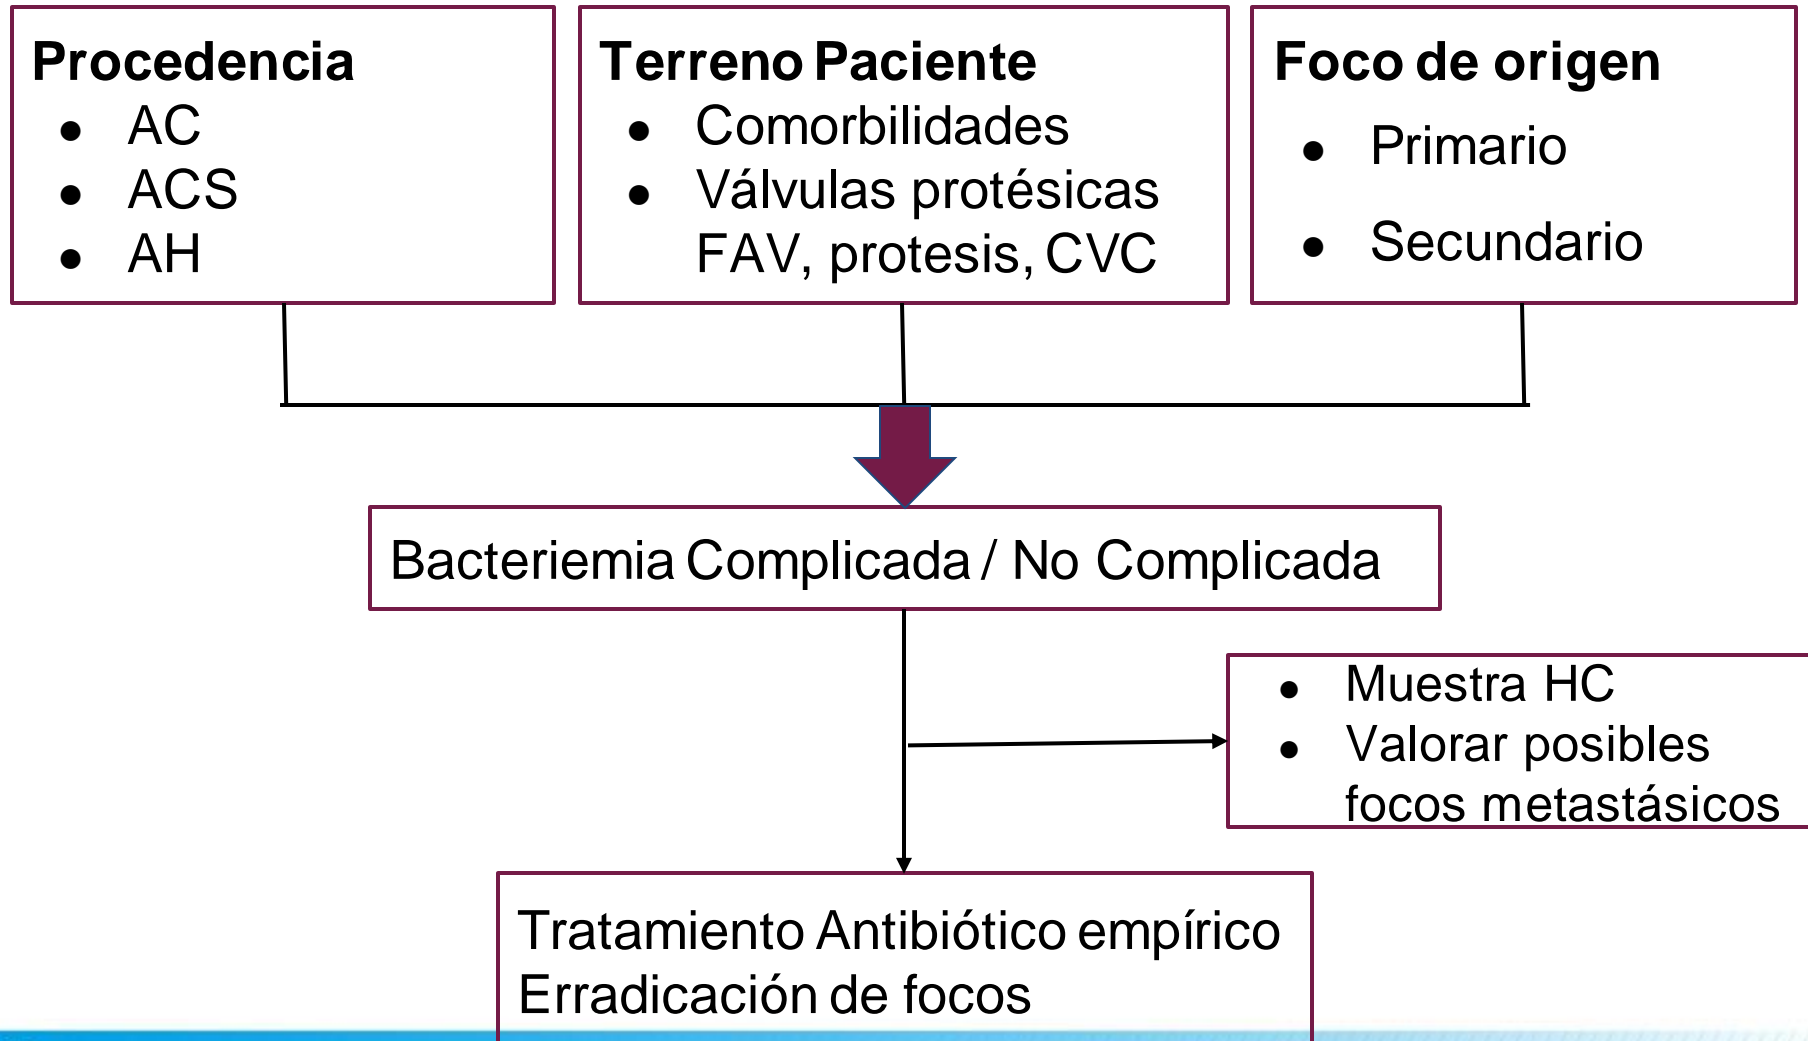 Procedencia
● AC
● ACS
● AH
Terreno Paciente
● Comorbilidades
● Válvulas protésicas
FAV, protesis, CVC
Foco de origen
● Primario
● Secundario
Bacteriemia Complicada / No Complicada
● Muestra HC
● Valorar posibles
focos metastásicos
Tratamiento Antibiótico empírico
Erradicación de focos